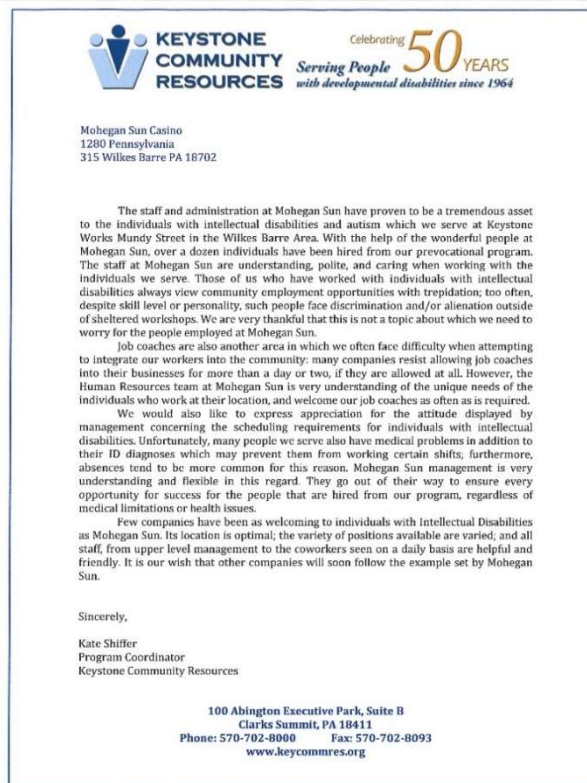 KEYSTONE
COMMUNITY
RESOURCES
Celebrating 50 YEARS
Serving People
with developmental disabilities since 1964
Mohegan Sun Casino
1280 Pennsylvania
315 Wilkes Barre PA 18702
The staff and administration at Mohegan Sun have proven to be a tremendous asset
to the individuals with intellectual disabilities and autism which we serve at Keystone
Works Mundy Street in the Wilkes Barre Area. With the help of the wonderful people at
Mohegan Sun, over a dozen individuals have been hired from our prevocational program.
The staff at Mohegan Sun are understanding, polite, and caring when working with the
individuals we serve. Those of us who have worked with individuals with intellectual
disabilities always view community employment opportunities with trepidation; too often,
despite skill level or personality, such people face discrimination and/or alienation outside
of sheltered workshops. We are very thankful that this is not a topic about which we need to
worry for the people employed at Mohegan Sun.
Job coaches are also another area in which we often face difficulty when attempting
to integrate our workers into the community: many companies resist allowing job coaches
into their businesses for more than a day or two, if they are allowed at all. However, the
Human Resources team at Mohegan Sun is very understanding of the unique needs of the
individuals who work at their location, and welcome our job coaches as often as is required.
We would also like to express appreciation for the attitude displayed by
management concerning the scheduling requirements for individuals with intellectual
disabilities. Unfortunately, many people we serve also have medical problems in addition to
their ID diagnoses which may prevent them from working certain shifts; furthermore,
absences tend to be more common for this reason. Mohegan Sun management is very
understanding and flexible in this regard. They go out of their way to ensure every
opportunity for success for the people that are hired from our program, regardless of
medical limitations or health issues.
Few companies have been as welcoming to individuals with Intellectual Disabilities
as Mohegan Sun. Its location is optimal; the variety of positions available are varied; and all
staff, from upper level management to the coworkers seen on a daily basis are helpful and
friendly. It is our wish that other companies will soon follow the example set by Mohegan
Sun.
Sincerely,
Kate Shiffer
Program Coordinator
Keystone Community Resources
100 Abington Executive Park, Suite B
Clarks Summit, PA 18411
Phone: 570-702-8000 Fax: 570-702-8093
www.keycommres.org